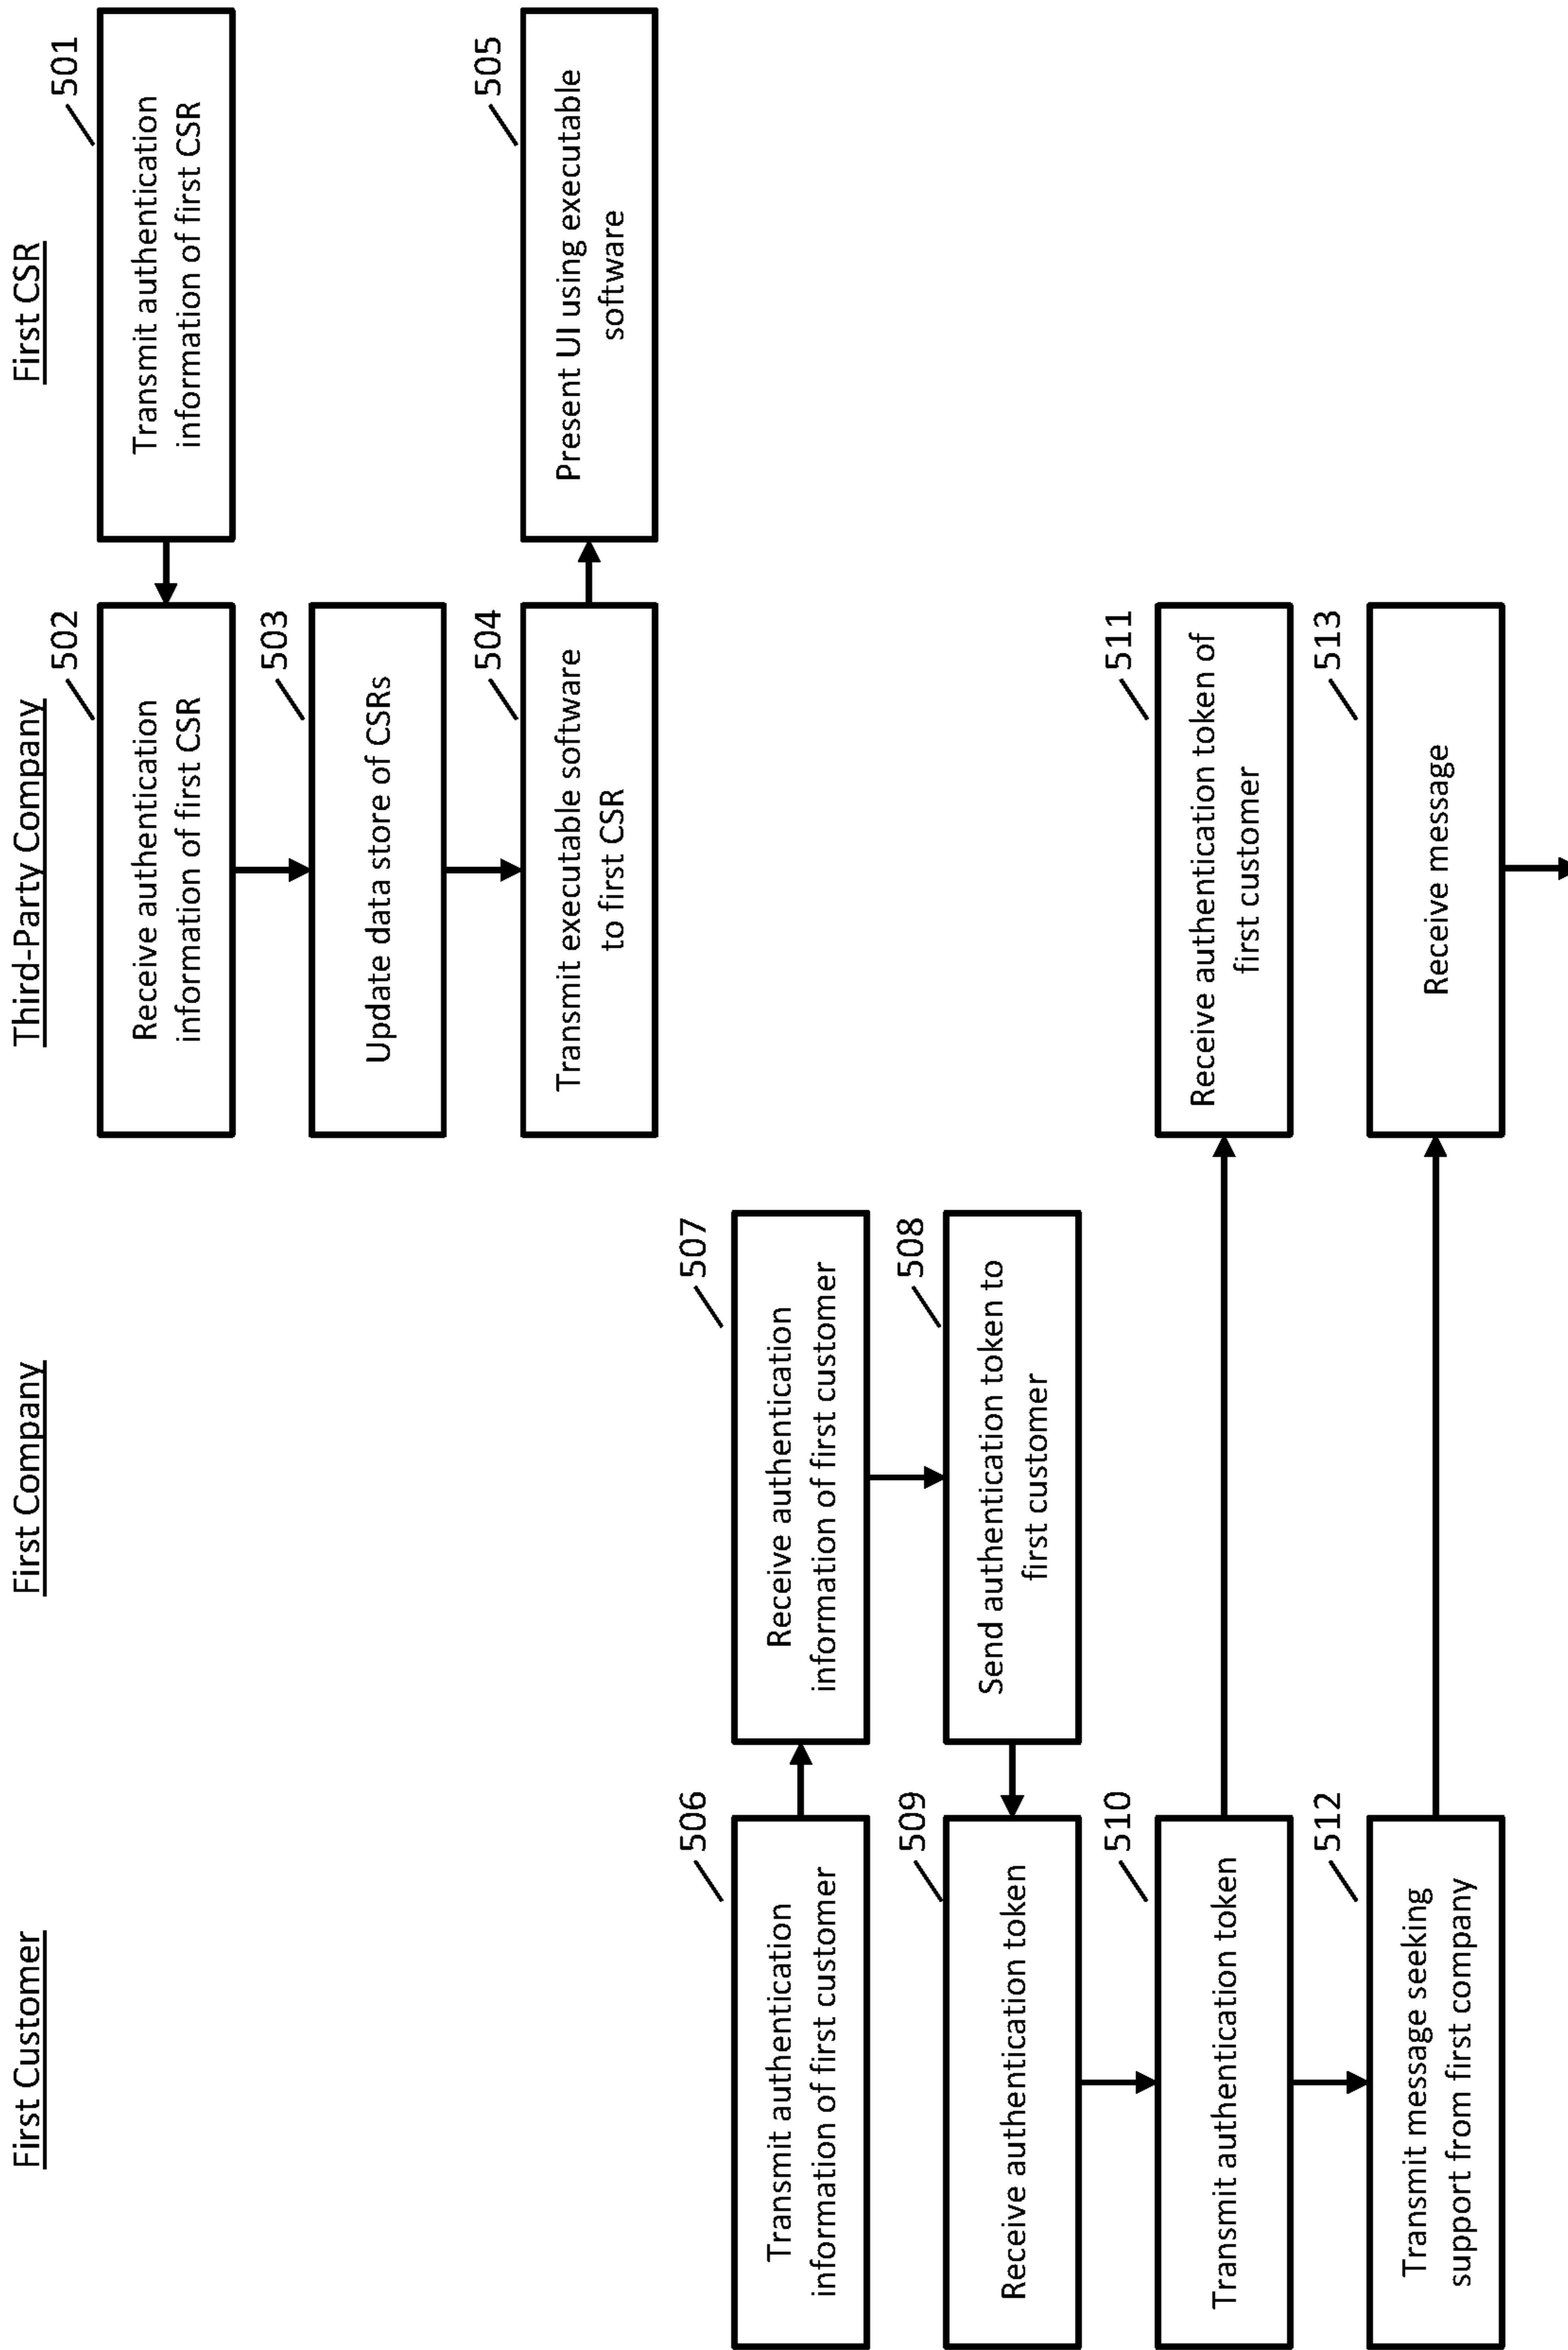 First Customer
First Company
Third-Party Company
First CSR
501
Transmit authentication
information of first CSR
502
Receive authentication
information of first CSR
503
Update data store of CSRs
504
Transmit executable software
to first CSR
505
Present UI using executable
software
506
Transmit authentication
information of first customer
507
Receive authentication
information of first customer
508
Send authentication token to
first customer
509
Receive authentication token
510
Transmit authentication token
511
Receive authentication token of
first customer
512
Transmit message seeking
support from first company
513
Receive message